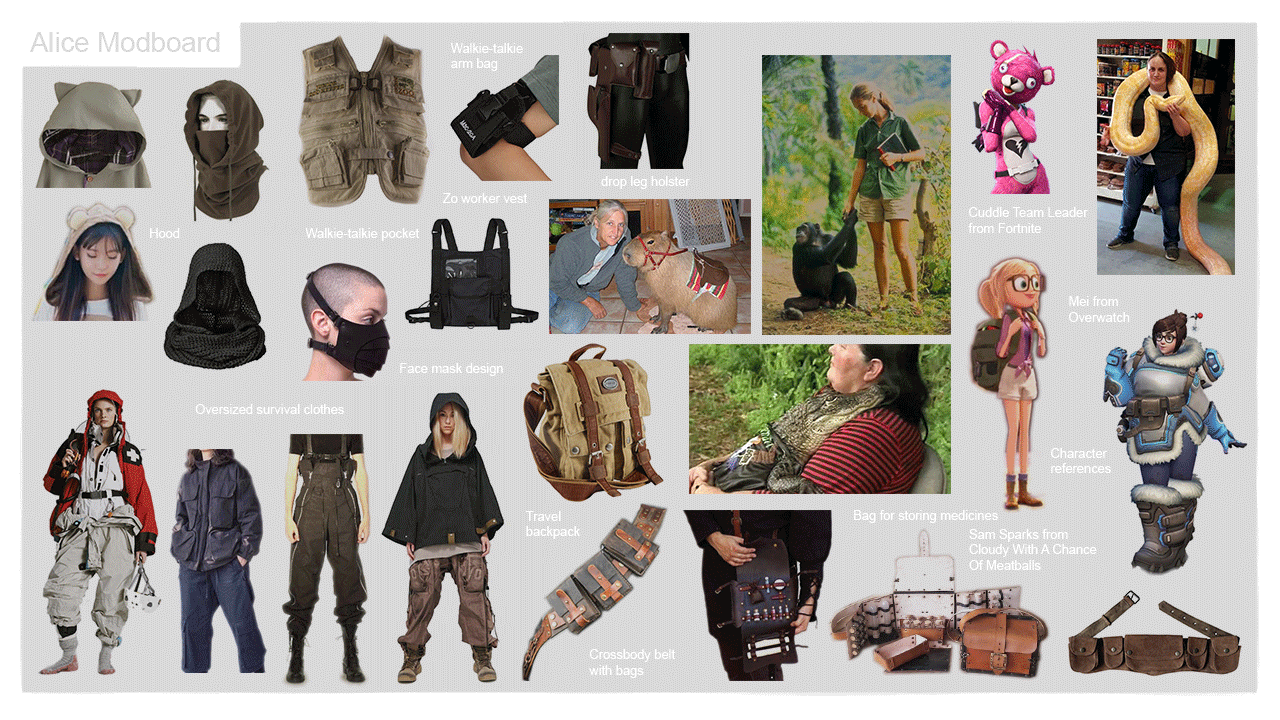 Alice Modboard
Walkie-talkie
arm bag
drop leg holster
Zo worker vest
Hood
Walkie-talkie pocket
Cuddle Team Leader
from Fortnite
Mei from
Overwatch
Face mask design
Oversized survival clothes
Character
references
Travel
backpack
Bag for storing medicines
Sam Sparks from
Cloudy With A Chance
Of Meatballs
Crossbody belt
with bags